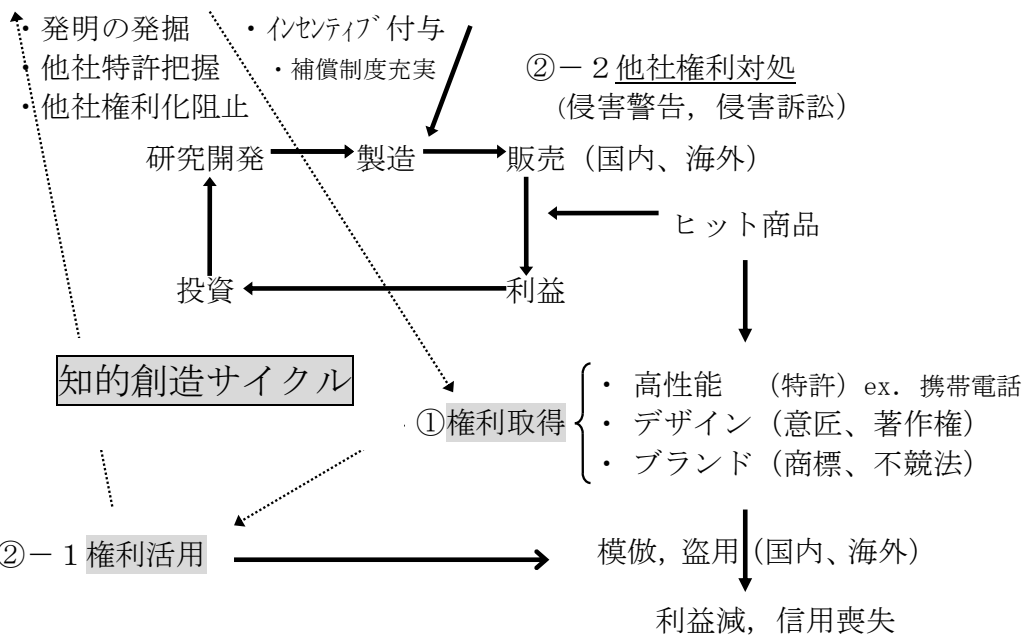 ・発明の発掘 ・インセンティブ付与
・他社特許把握 ・補償制度充実
・他社権利化阻止
②－２他社権利対処
(侵害警告，侵害訴訟）
研究開発 製造 販売（国内、海外）
ヒット商品
投資 利益
知的創造サイクル
①権利取得
・ 高性能 （特許）ex. 携帯電話
・ デザイン（意匠、著作権）
・ ブランド（商標、不競法）
②－１権利活用
模倣，盗用（国内、海外）
利益減，信用喪失